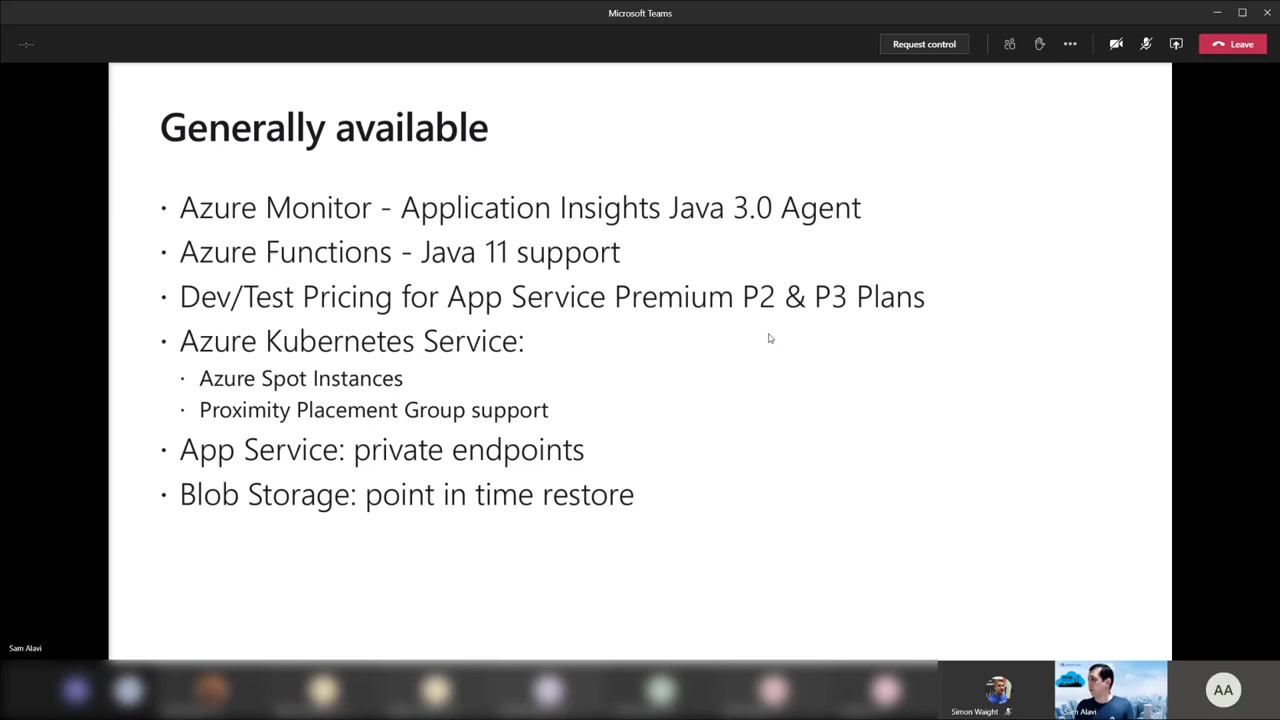 Microsoft Teams
Request control
Leave
Generally available
· Azure Monitor - Application Insights Java 3.0 Agent
· Azure Functions - Java 11 support
· Dev/Test Pricing for App Service Premium P2 & P3 Plans
· Azure Kubernetes Service:
· Azure Spot Instances
· Proximity Placement Group support
· App Service: private endpoints
· Blob Storage: point in time restore
Sam Alavi
Simon Waight
Sam Alavi
AA